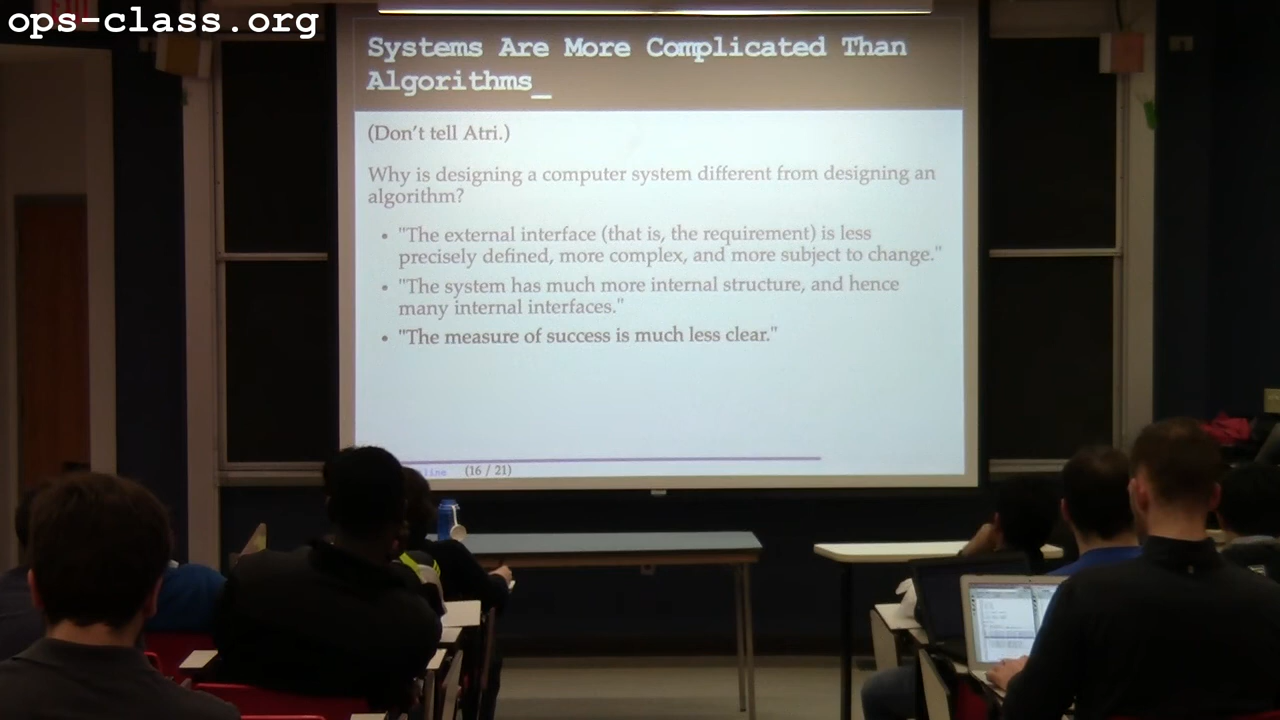 ops-class.org
EXIT
Systems Are More Complicated Than
Algorithms_
(Don't tell Atri.)
Why is designing a computer system different from designing an
algorithm?
• "The external interface (that is, the requirement) is less
precisely defined, more complex, and more subject to change."
• "The system has much more internal structure, and hence
many internal interfaces."
• "The measure of success is much less clear."
(16 / 21)